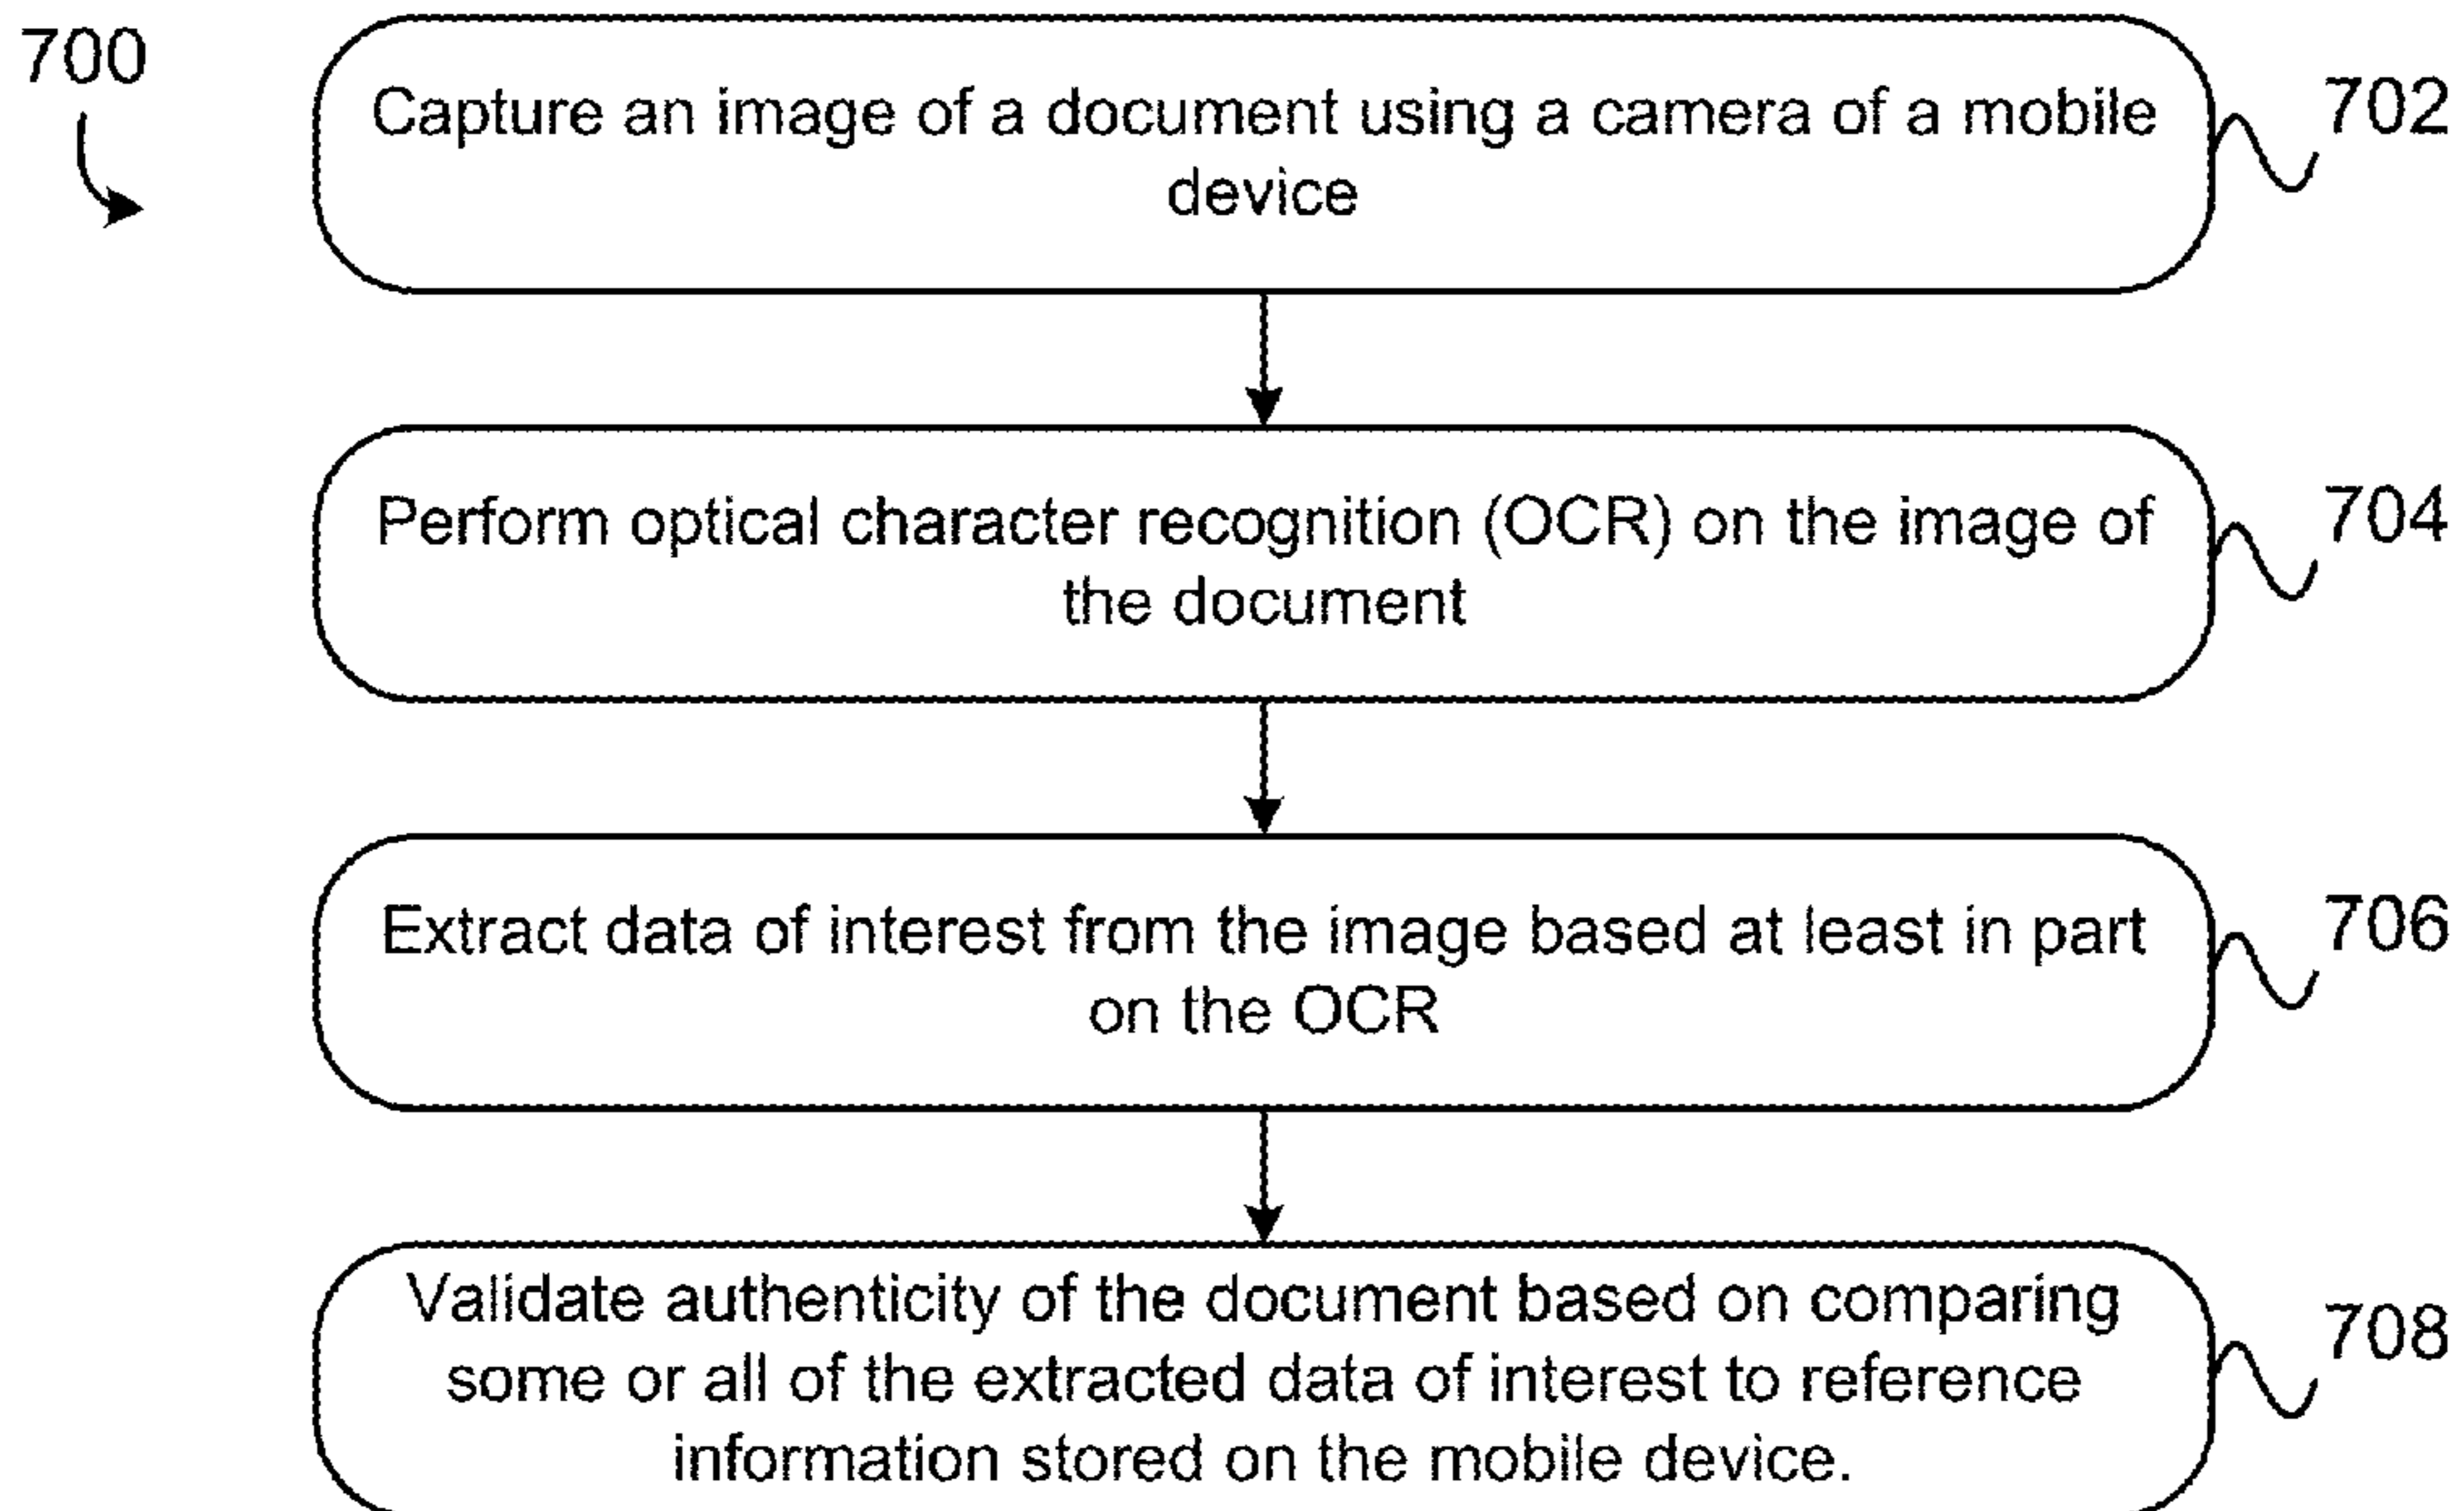 700
Capture an image of a document using a camera of a mobile
device
702
Perform optical character recognition (OCR) on the image of
the document
704
Extract data of interest from the image based at least in part
on the OCR
706
Validate authenticity of the document based on comparing
some or all of the extracted data of interest to reference
information stored on the mobile device.
708